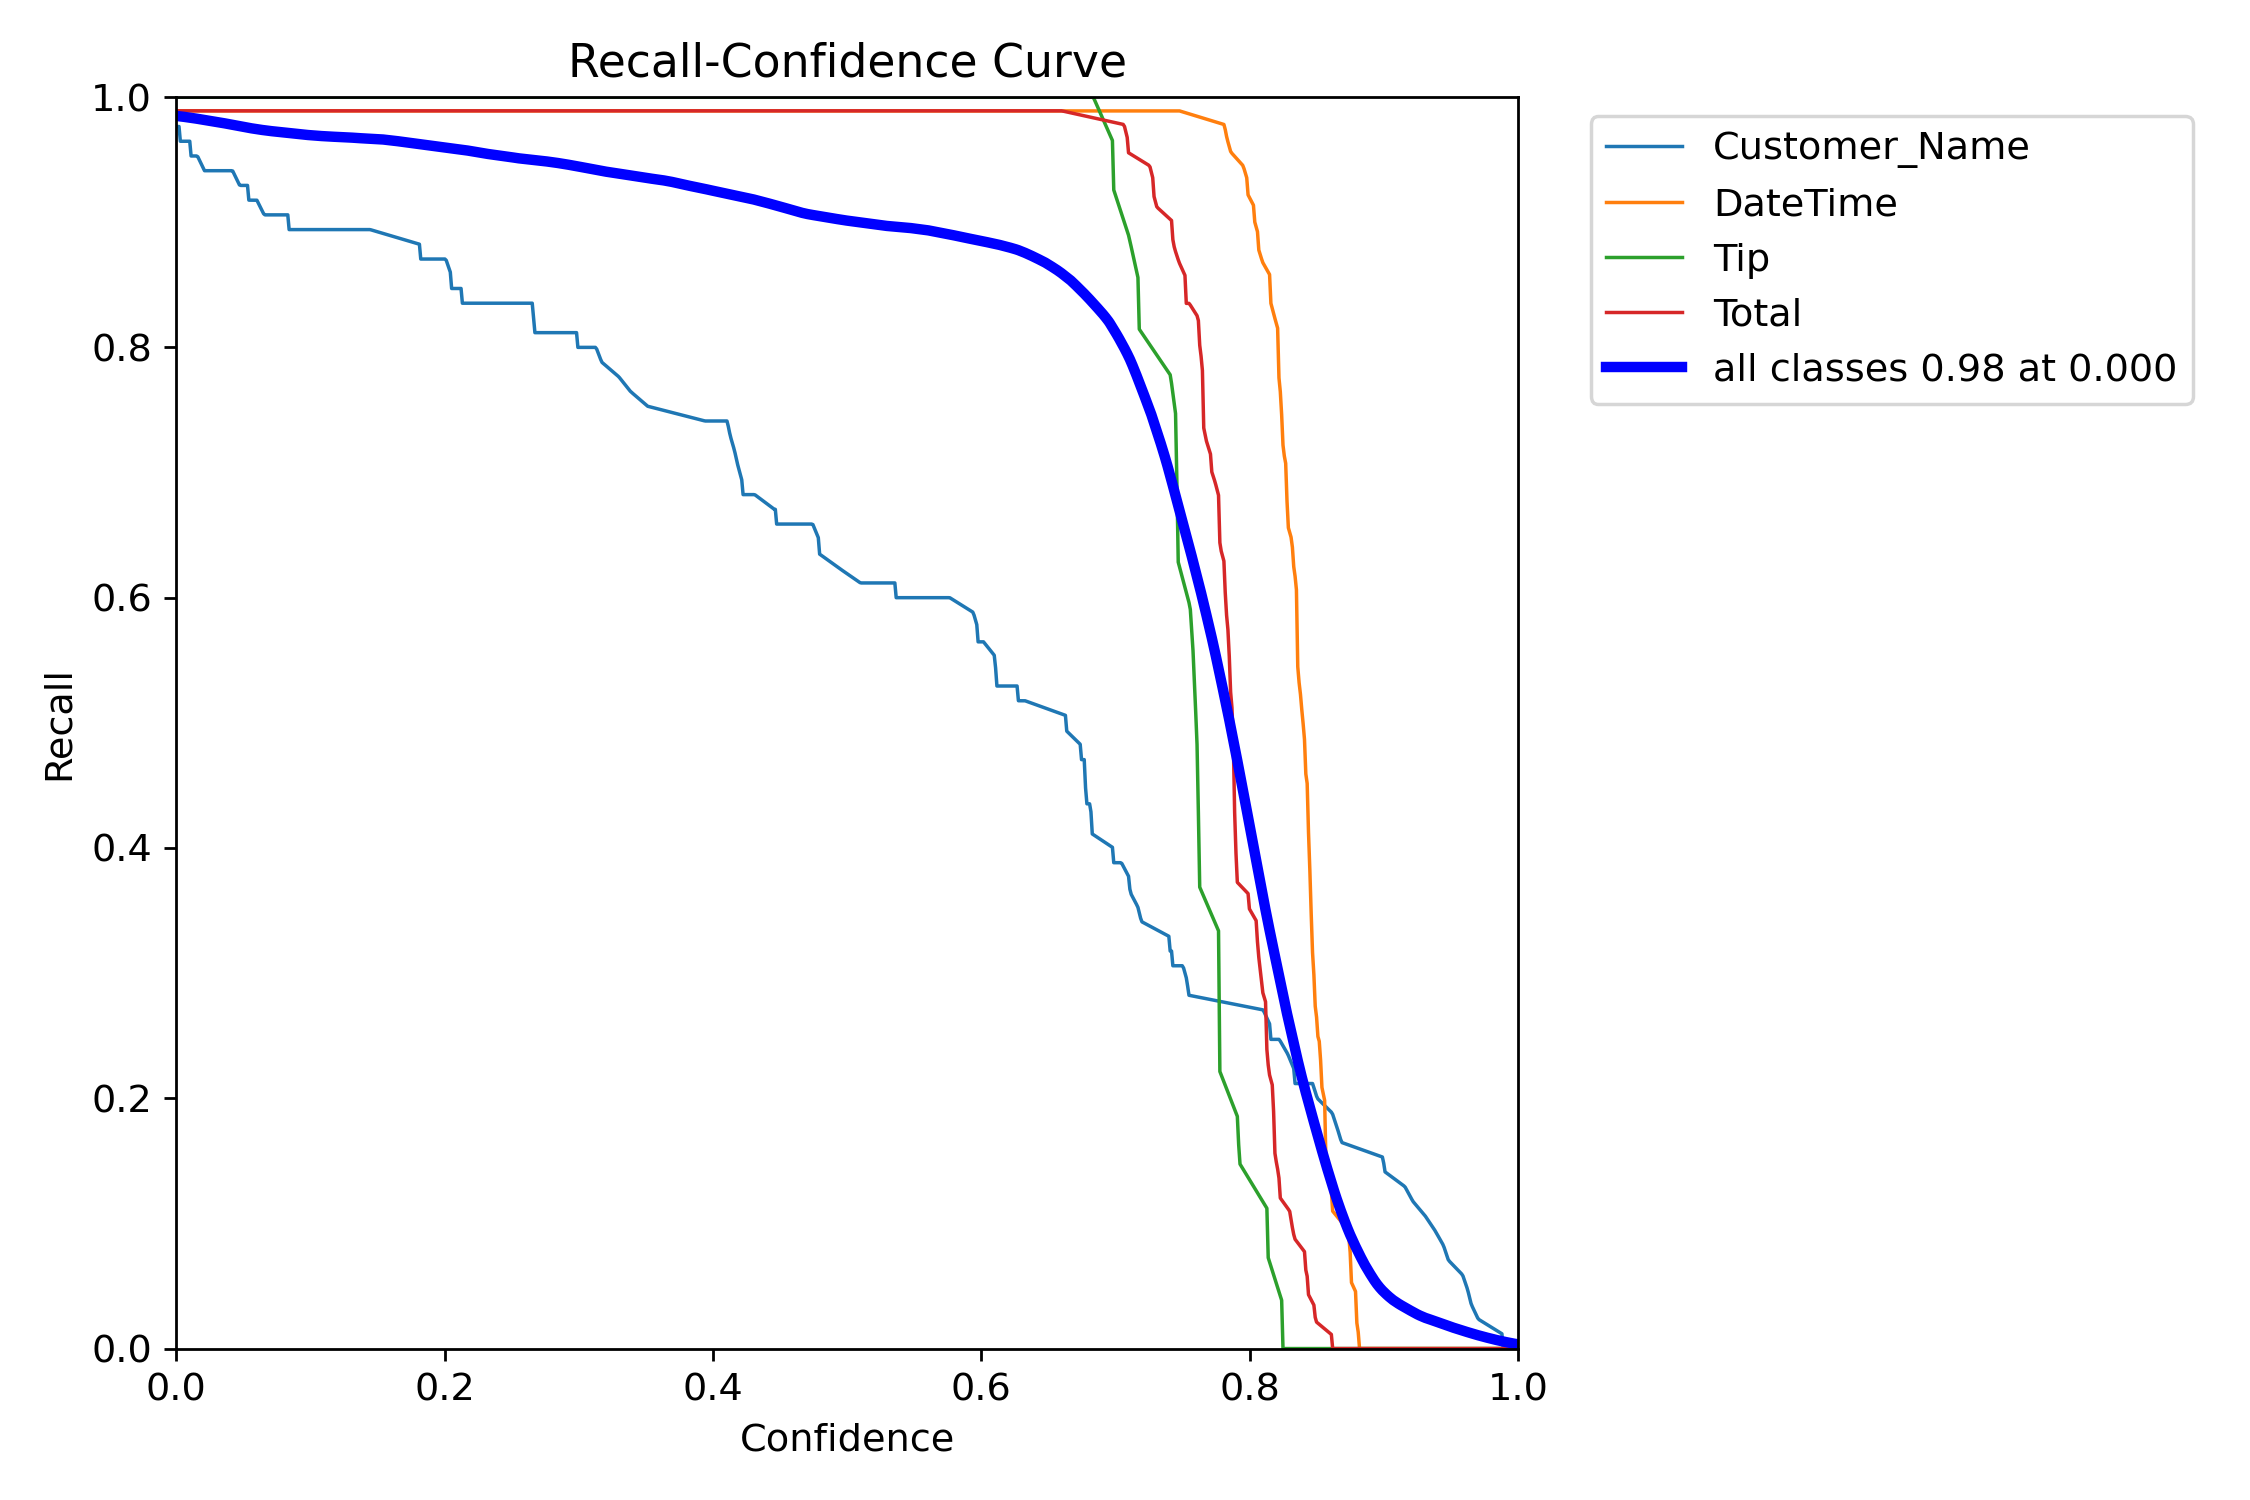 Recall-Confidence Curve
1.0
0.8
0.6
0.4
0.2
0.0
Recall
0.0 0.2 0.4 0.6 0.8 1.0
Confidence
Customer_Name
DateTime
Tip
Total
all classes 0.98 at 0.000